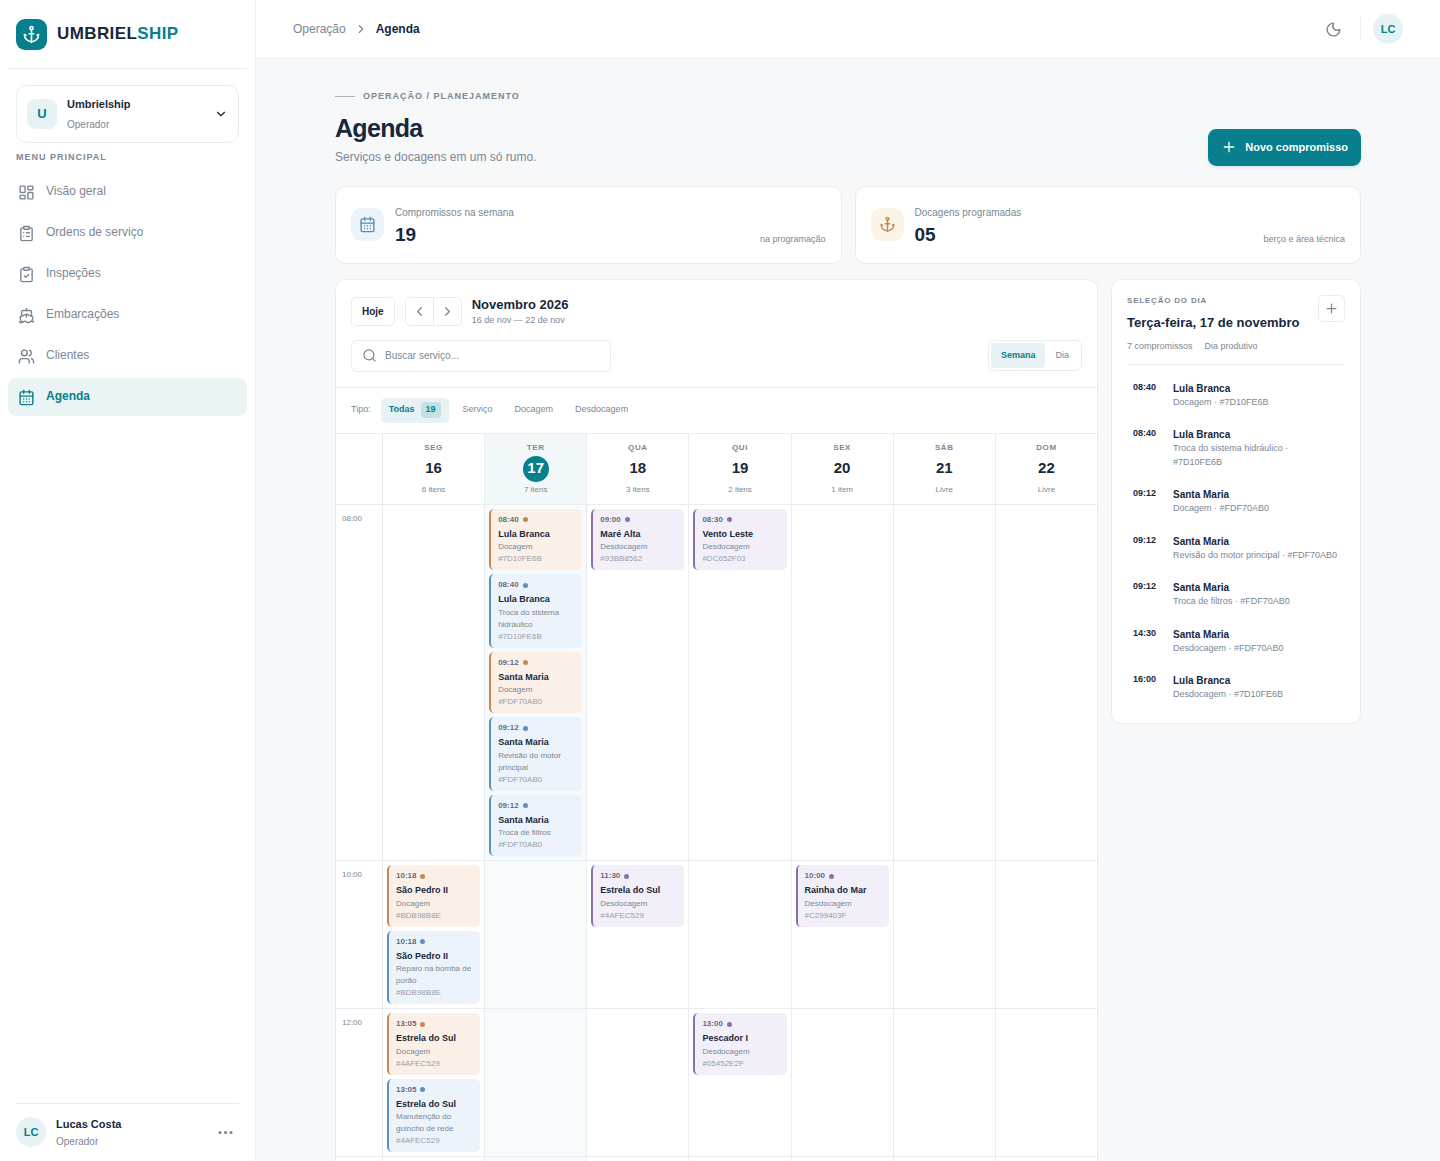 UMBRIELSHIP
U
Umbrielship
Operador
MENU PRINCIPAL
Visão geral
Ordens de serviço
Inspeções
Embarcações
Clientes
Agenda
LC
Lucas Costa
Operador
Operação
Agenda
LC
OPERAÇÃO / PLANEJAMENTO
Agenda
Serviços e docagens em um só rumo.
Novo compromisso
Compromissos na semana
19
na programação
Docagens programadas
05
berço e área técnica
Hoje
Novembro 2026
16 de nov — 22 de nov
Buscar serviço...
Semana
Dia
Tipo:
Todas
19
Serviço
Docagem
Desdocagem
SEG
16
6 itens
TER
17
7 itens
QUA
18
3 itens
QUI
19
2 itens
SEX
20
1 item
SÁB
21
Livre
DOM
22
Livre
08:00
08:40
Lula Branca
Docagem
#7D10FE6B
08:40
Lula Branca
Troca do sistema
hidráulico
#7D10FE6B
09:12
Santa Maria
Docagem
#FDF70AB0
09:12
Santa Maria
Revisão do motor
principal
#FDF70AB0
09:12
Santa Maria
Troca de filtros
#FDF70AB0
09:00
Maré Alta
Desdocagem
#93BB8562
08:30
Vento Leste
Desdocagem
#DC652F03
10:00
10:18
São Pedro II
Docagem
#BDB98B8E
10:18
São Pedro II
Reparo na bomba de
porão
#BDB98B8E
11:30
Estrela do Sul
Desdocagem
#4AFEC529
10:00
Rainha do Mar
Desdocagem
#C299403F
12:00
13:05
Estrela do Sul
Docagem
#4AFEC529
13:05
Estrela do Sul
Manutenção do
guincho de rede
#4AFEC529
13:00
Pescador I
Desdocagem
#05452E2F
SELEÇÃO DO DIA
Terça-feira, 17 de novembro
7 compromissos
Dia produtivo
08:40
Lula Branca
Docagem · #7D10FE6B
08:40
Lula Branca
Troca do sistema hidráulico ·
#7D10FE6B
09:12
Santa Maria
Docagem · #FDF70AB0
09:12
Santa Maria
Revisão do motor principal · #FDF70AB0
09:12
Santa Maria
Troca de filtros · #FDF70AB0
14:30
Santa Maria
Desdocagem · #FDF70AB0
16:00
Lula Branca
Desdocagem · #7D10FE6B